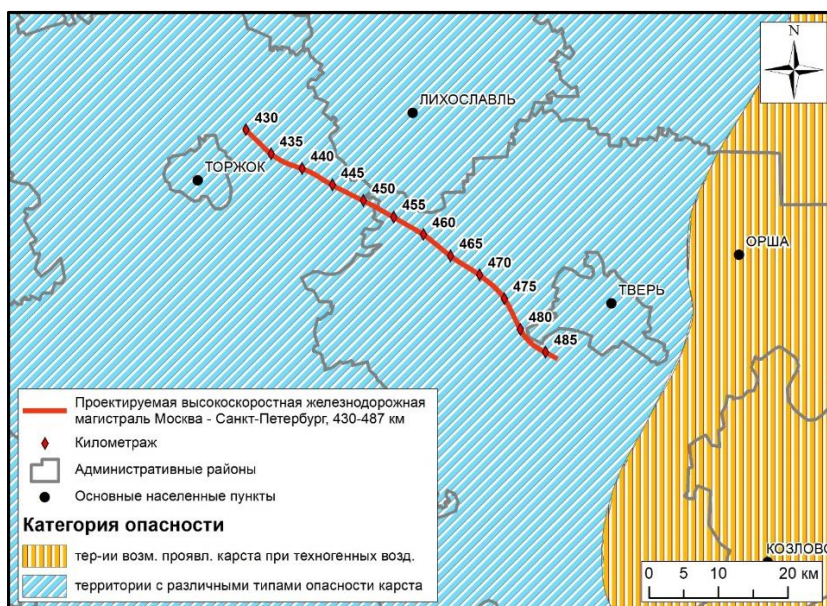 N
ЛИХОСЛАВЛЬ
430
435
ТОРЖОК
440
445
450
455
460
465
470
475
480
485
ОРША
ТВЕРЬ
Проектируемая высокоскоростная железнодорожная
магистраль Москва - Санкт-Петербург, 430-487 км
Километраж
Административные районы
Основные населенные пункты
Категория опасности
тер-ии возм. проявл. карста при техногенных возд.
территории с различными типами опасности карста
КОЗЛОВО
0 5 10 20 км